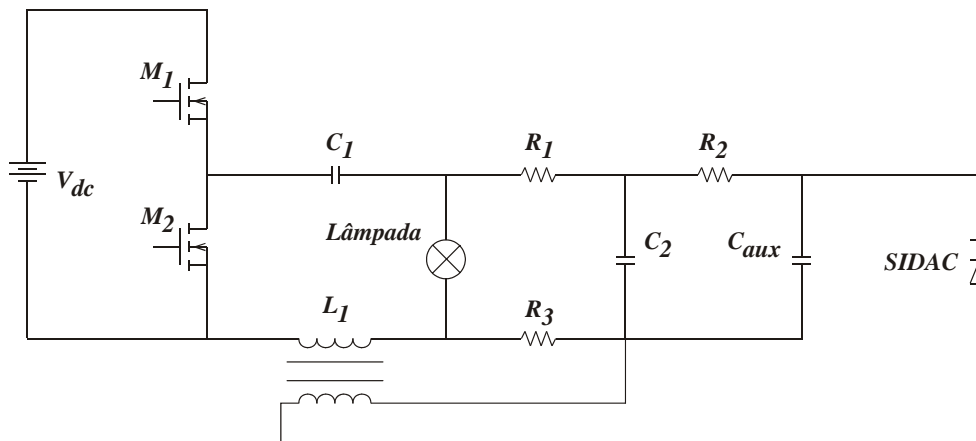 M1
C1
R1
R2
Vdc
M2
Lâmpada
C2
Caux
SIDAC
L1
R3